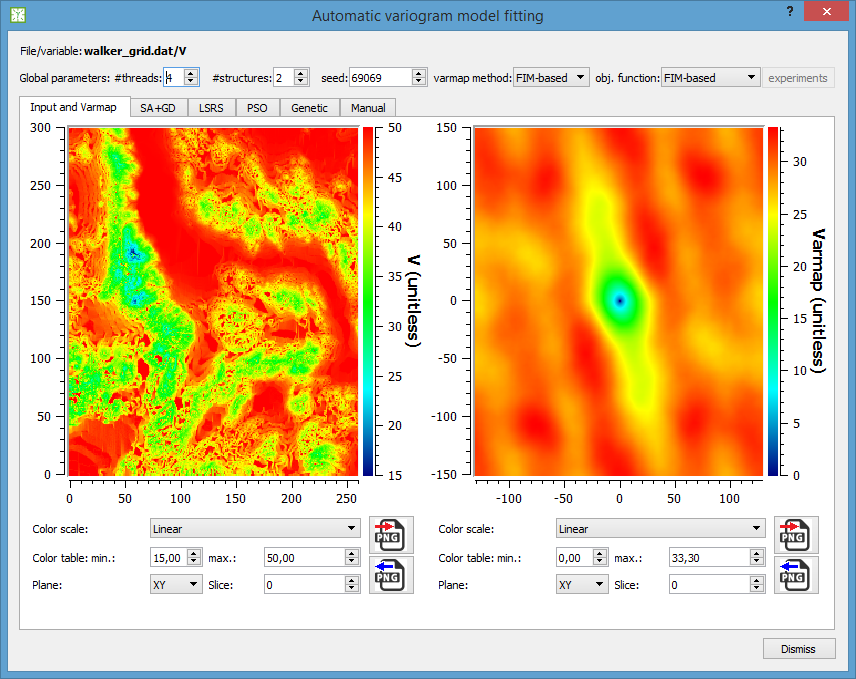 Automatic variogram model fitting
?
File/variable: walker_grid.dat/V
Global parameters: #threads: 4 #structures: 2 seed: 69069 varmap method: FIM-based obj. function: FIM-based experiments
Input and Varmap SA+GD LSRS PSO Genetic Manual
300
250
200
150
100
50
0
0 50 100 150 200 250
50
45
40
35
30
25
20
15
V (unitless)
150
100
50
0
-50
-100
-150
-100 -50 0 50 100
30
25
20
15
10
5
0
Varmap (unitless)
Color scale: Linear PNG
Color table: min.: 15,00 max.: 50,00
Plane: XY Slice: 0 PNG
Color scale: Linear PNG
Color table: min.: 0,00 max.: 33,30
Plane: XY Slice: 0 PNG
Dismiss